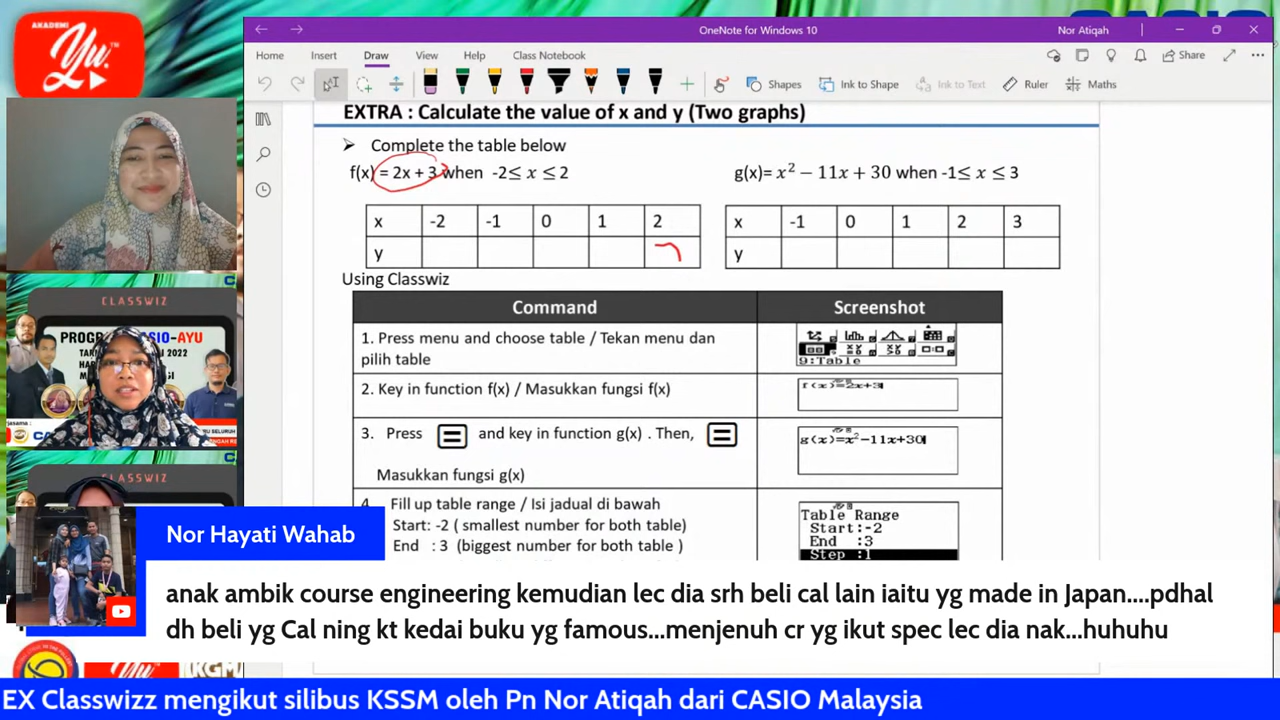 AKADEMI
Yu
OneNote for Windows 10
Nor Atiqah
Home Insert Draw View Help Class Notebook
Share
Shapes Ink to Shape Ink to Text Ruler Maths
EXTRA : Calculate the value of x and y (Two graphs)
➤ Complete the table below
f(x) = 2x + 3 when -2≤ x ≤ 2
g(x)= x² − 11x + 30 when -1≤ x ≤ 3
x -2 -1 0 1 2
y
x -1 0 1 2 3
y
Using Classwiz
Command Screenshot
1. Press menu and choose table / Tekan menu dan
pilih table
9:Table
2. Key in function f(x) / Masukkan fungsi f(x)
f(x)=2x+3
3. Press and key in function g(x) . Then,
Masukkan fungsi g(x)
g(x)=x²−11x+30
4. Fill up table range / Isi jadual di bawah
Start: -2 ( smallest number for both table)
End : 3 (biggest number for both table )
Table Range
Start:-2
End :3
Step :1
CLASSWIZ
CLASSWIZ
Nor Hayati Wahab
anak ambik course engineering kemudian lec dia srh beli cal lain iaitu yg made in Japan....pdhal
dh beli yg Cal ning kt kedai buku yg famous...menjenuh cr yg ikut spec lec dia nak...huhuhu
EX Classwizz mengikut silibus KSSM oleh Pn Nor Atiqah dari CASIO Malaysia